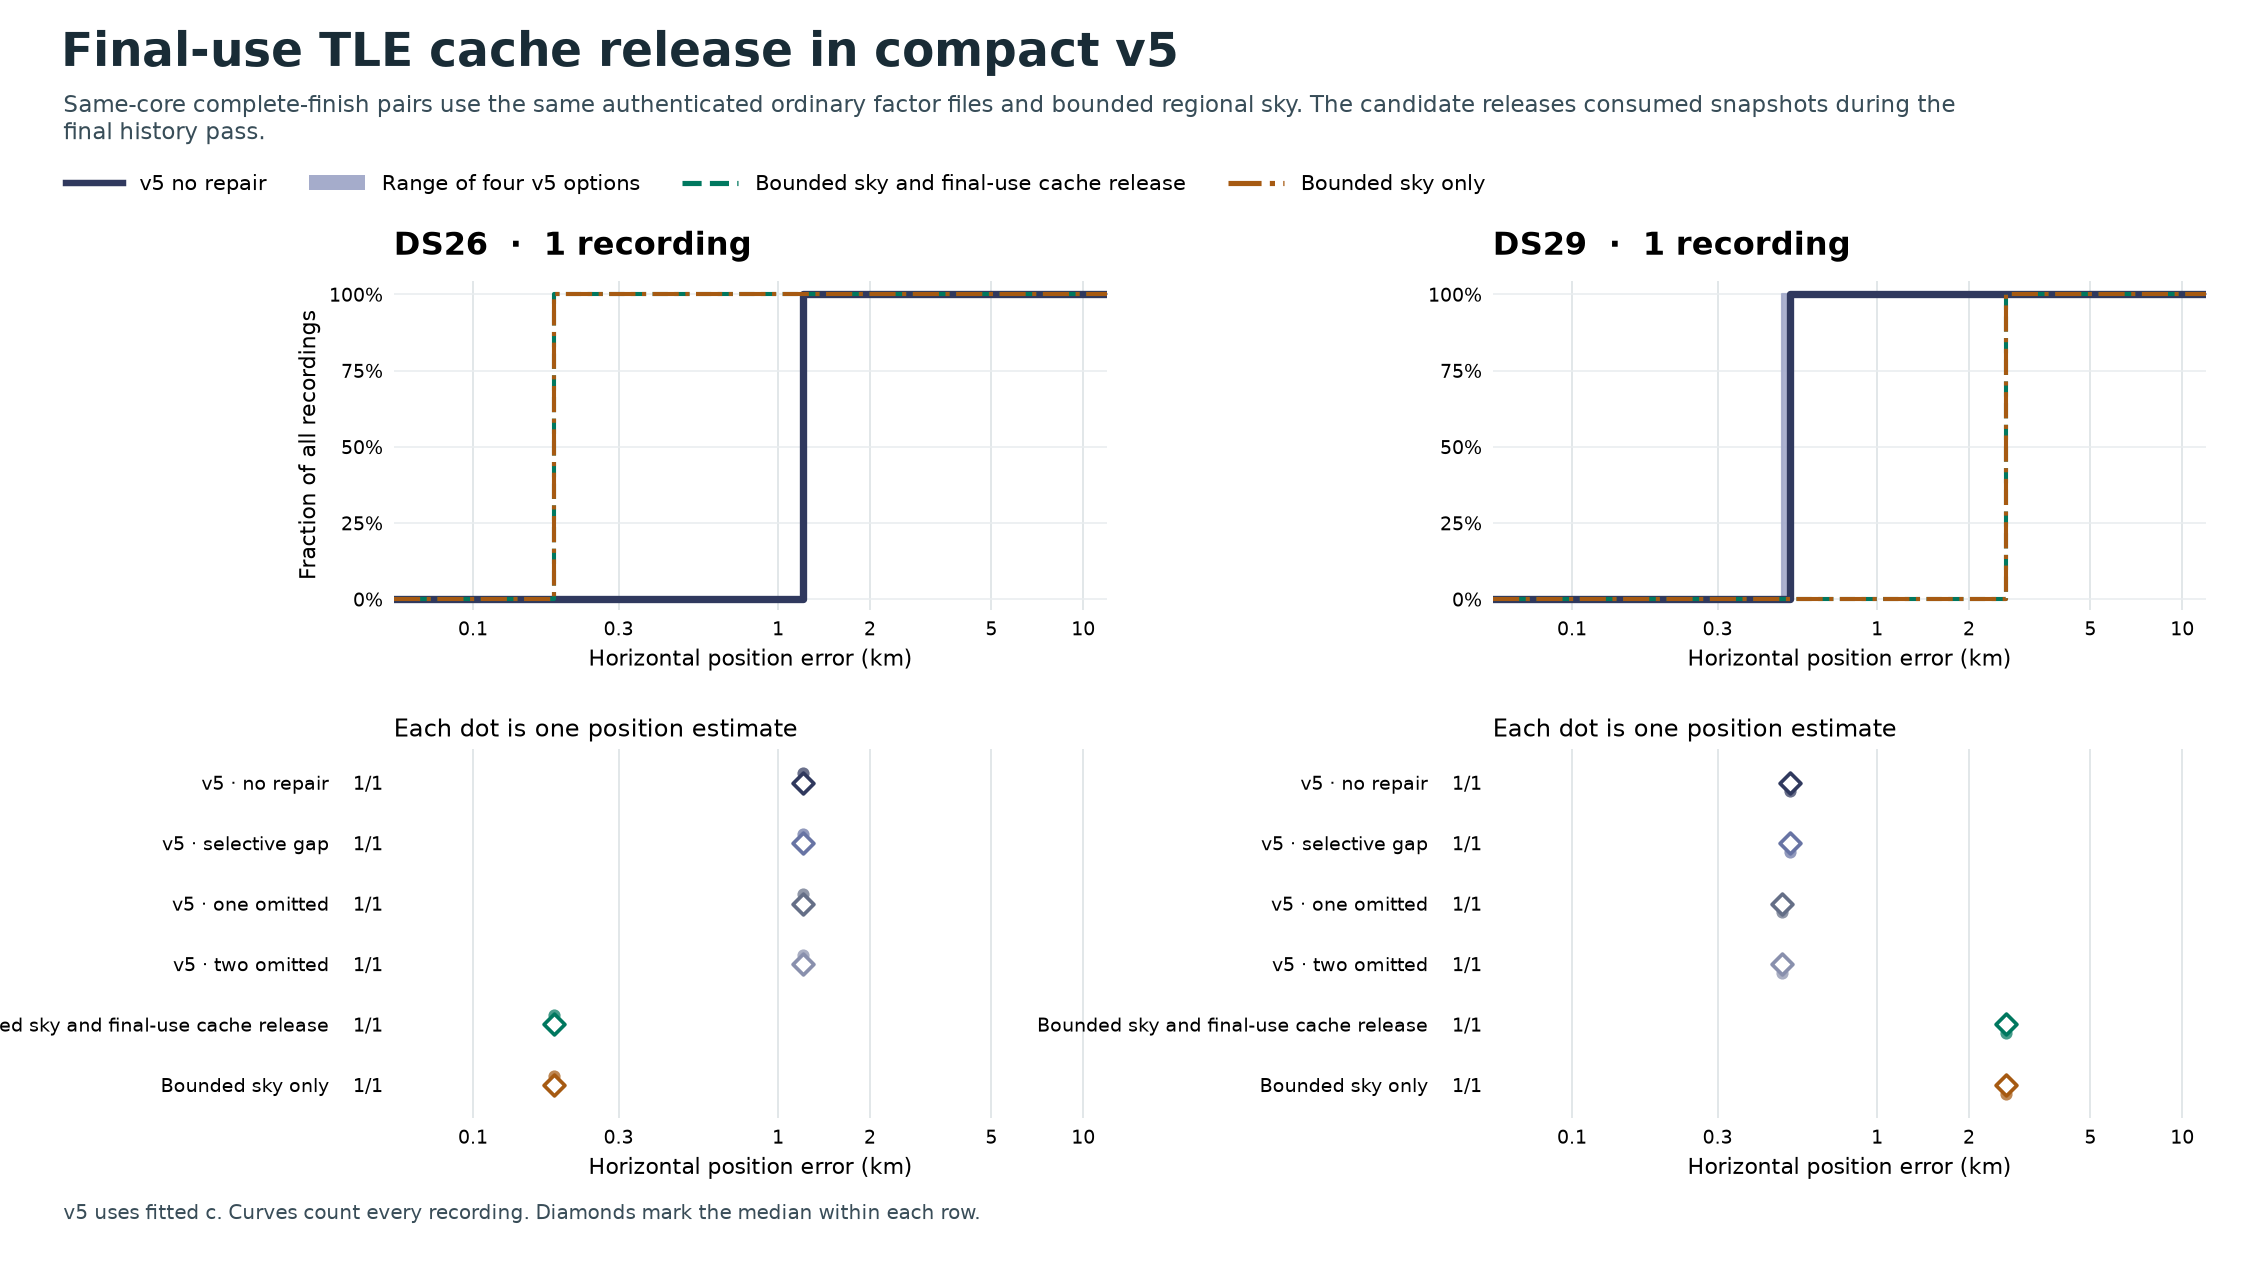 Final-use TLE cache release in compact v5
Same-core complete-finish pairs use the same authenticated ordinary factor files and bounded regional sky. The candidate releases consumed snapshots during the
final history pass.
v5 no repair
Range of four v5 options
Bounded sky and final-use cache release
Bounded sky only
DS26 · 1 recording
Fraction of all recordings
100%
75%
50%
25%
0%
0.1 0.3 1 2 5 10
Horizontal position error (km)
DS29 · 1 recording
100%
75%
50%
25%
0%
0.1 0.3 1 2 5 10
Horizontal position error (km)
Each dot is one position estimate
v5 · no repair 1/1
v5 · selective gap 1/1
v5 · one omitted 1/1
v5 · two omitted 1/1
ed sky and final-use cache release 1/1
Bounded sky only 1/1
0.1 0.3 1 2 5 10
Horizontal position error (km)
Each dot is one position estimate
v5 · no repair 1/1
v5 · selective gap 1/1
v5 · one omitted 1/1
v5 · two omitted 1/1
Bounded sky and final-use cache release 1/1
Bounded sky only 1/1
0.1 0.3 1 2 5 10
Horizontal position error (km)
v5 uses fitted c. Curves count every recording. Diamonds mark the median within each row.